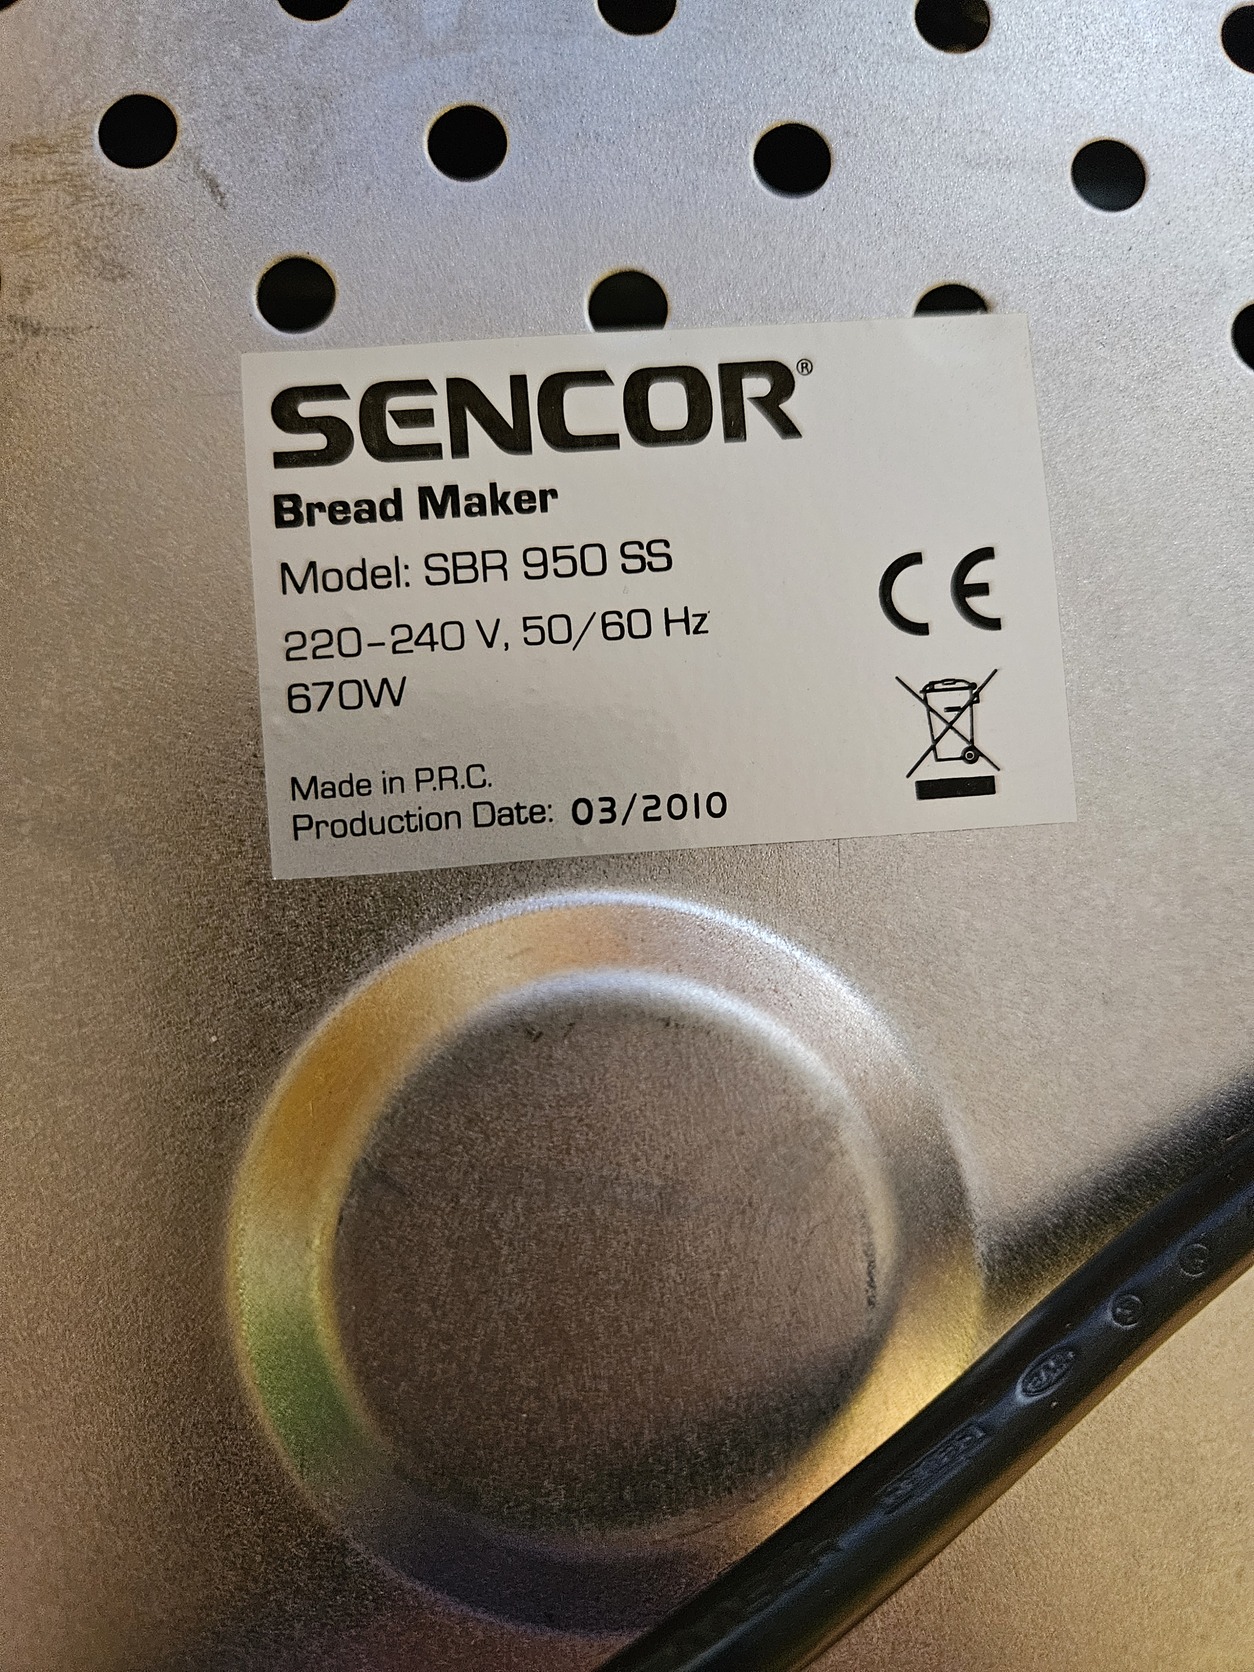 SENCOR®
Bread Maker
Model: SBR 950 SS
220-240 V, 50/60 Hz
670W
CE
Made in P.R.C.
Production Date: 03/2010